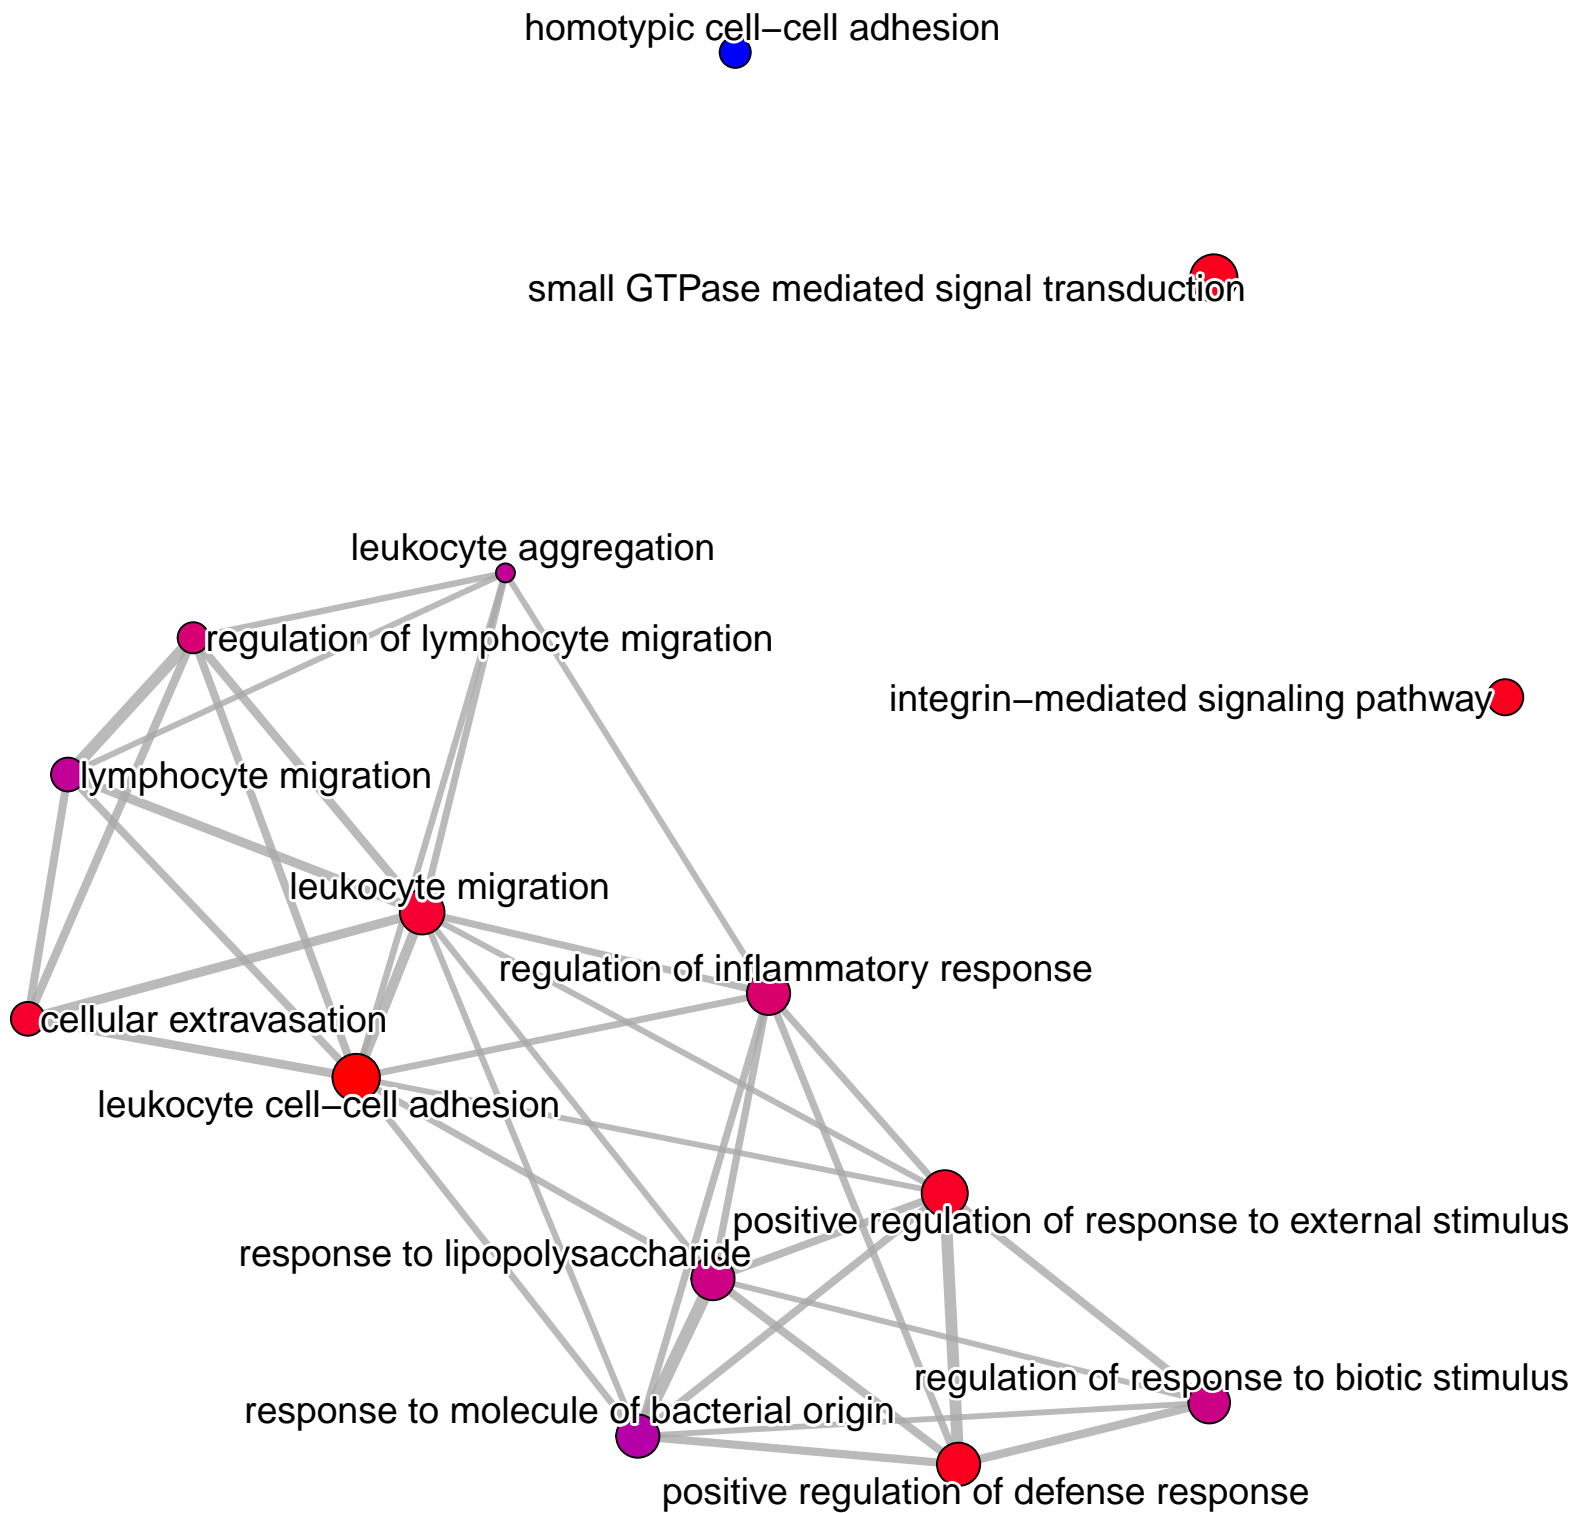 homotypic cell−cell adhesion
small GTPase mediated signal transduction
leukocyte aggregation
regulation of lymphocyte migration
integrin−mediated signaling pathway
lymphocyte migration
leukocyte migration
regulation of inflammatory response
cellular extravasation
leukocyte cell−cell adhesion
positive regulation of response to external stimulus
response to lipopolysaccharide
regulation of response to biotic stimulus
response to molecule of bacterial origin
positive regulation of defense response